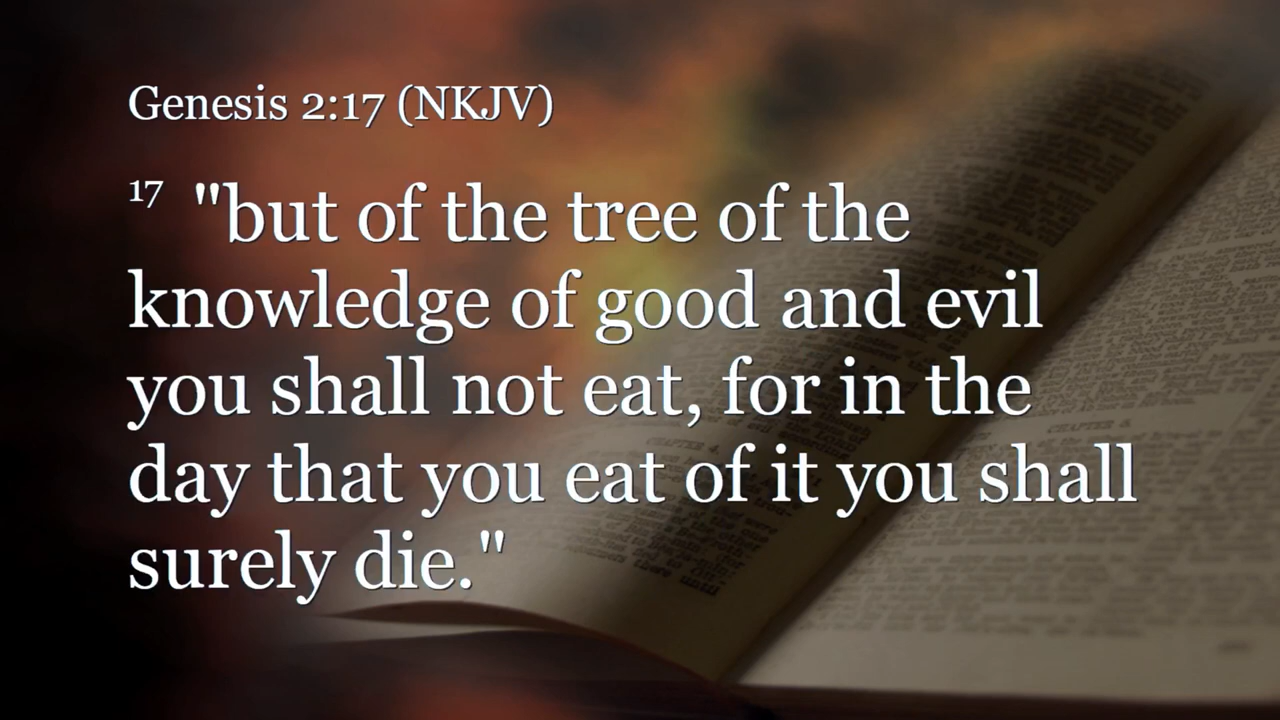 Genesis 2:17 (NKJV)
17 "but of the tree of the
knowledge of good and evil
you shall not eat, for in the
day that you eat of it you shall
surely die."